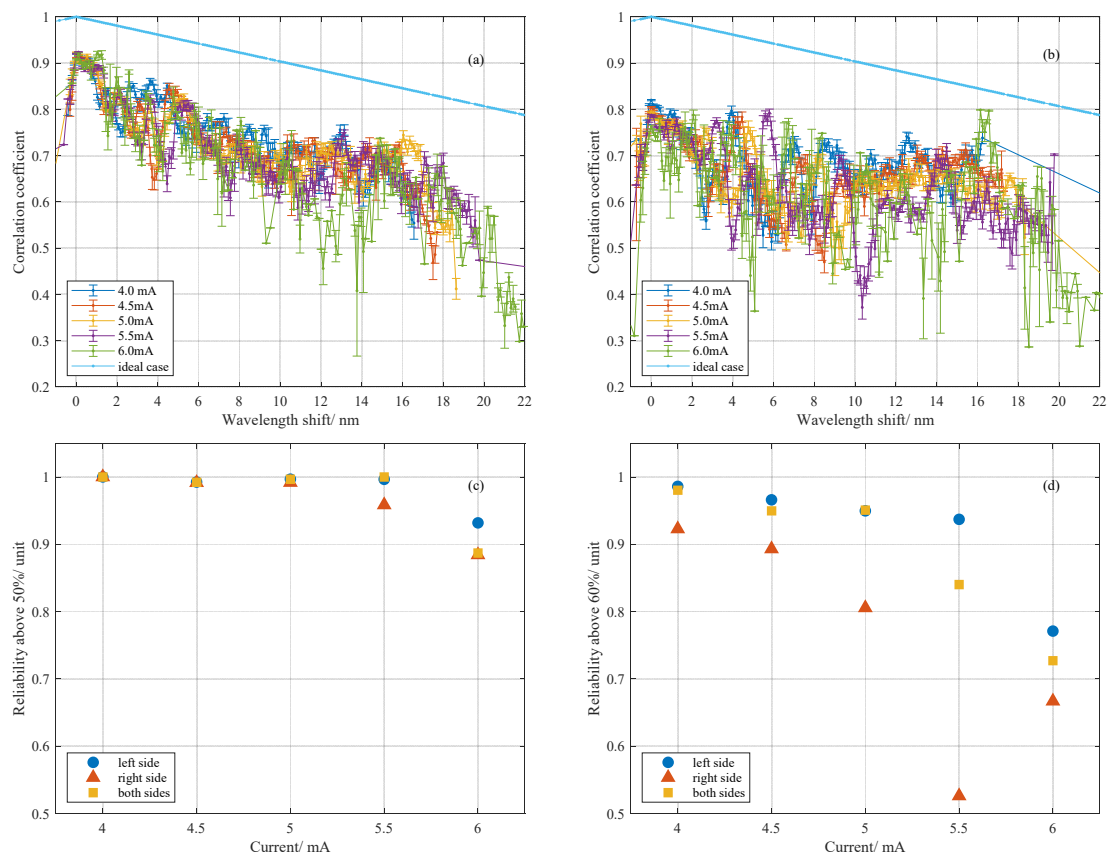 (a)
Correlation coefficient
1
0.9
0.8
0.7
0.6
0.5
0.4
0.3
0.2
4.0 mA
4.5mA
5.0mA
5.5mA
6.0mA
ideal case
0 2 4 6 8 10 12 14 16 18 20 22
Wavelength shift/ nm
(b)
Correlation coefficient
1
0.9
0.8
0.7
0.6
0.5
0.4
0.3
0.2
4.0 mA
4.5mA
5.0mA
5.5mA
6.0mA
ideal case
0 2 4 6 8 10 12 14 16 18 20 22
Wavelength shift/ nm
(c)
Reliability above 50%/ unit
1
0.9
0.8
0.7
0.6
0.5
left side
right side
both sides
4 4.5 5 5.5 6
Current/ mA
(d)
Reliability above 60%/ unit
1
0.9
0.8
0.7
0.6
0.5
left side
right side
both sides
4 4.5 5 5.5 6
Current/ mA